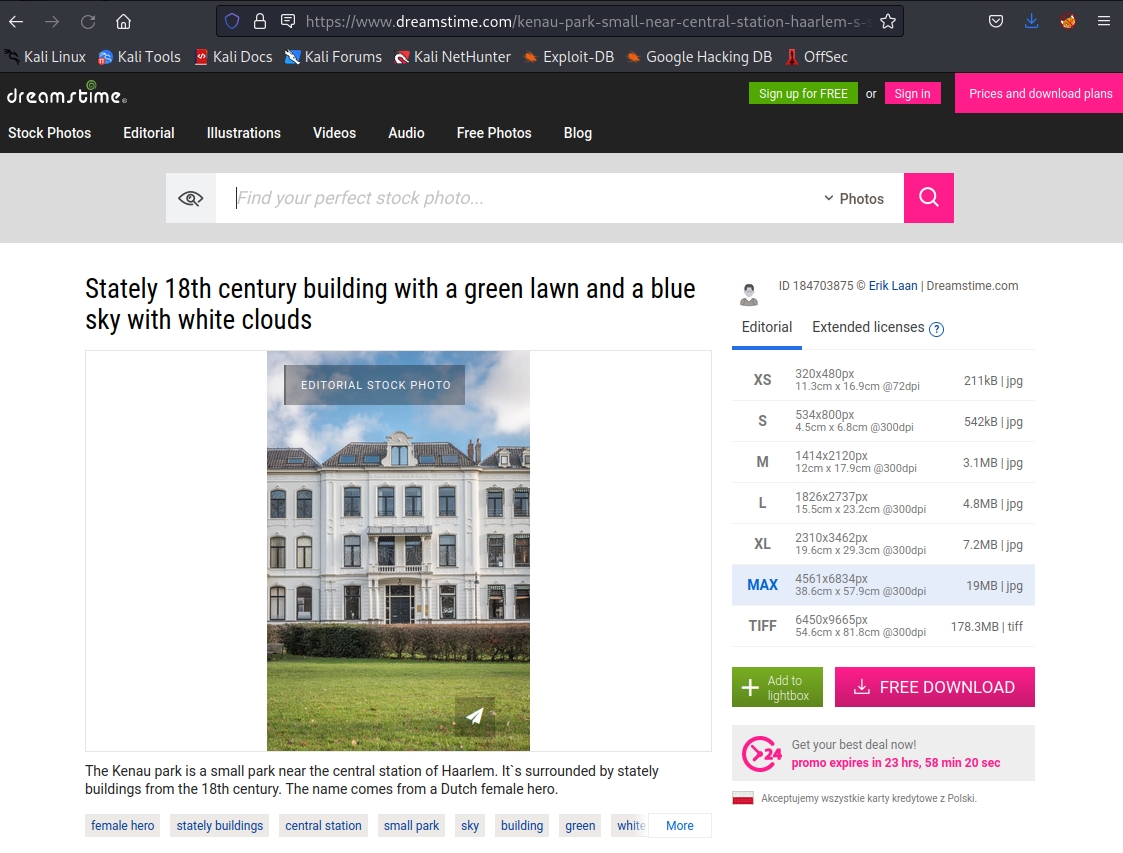 https://www.dreamstime.com/kenau-park-small-near-central-station-haarlem-s-s
Kali Linux Kali Tools Kali Docs Kali Forums Kali NetHunter Exploit-DB Google Hacking DB OffSec
dreamstime®
Sign up for FREE or Sign in Prices and download plans
Stock Photos Editorial Illustrations Videos Audio Free Photos Blog
Find your perfect stock photo... Photos
Stately 18th century building with a green lawn and a blue
sky with white clouds
EDITORIAL STOCK PHOTO
The Kenau park is a small park near the central station of Haarlem. It`s surrounded by stately
buildings from the 18th century. The name comes from a Dutch female hero.
female hero stately buildings central station small park sky building green white More
ID 184703875 © Erik Laan | Dreamstime.com
Editorial Extended licenses ?
XS 320x480px 211kB | jpg
11.3cm x 16.9cm @72dpi
S 534x800px 542kB | jpg
4.5cm x 6.8cm @300dpi
M 1414x2120px 3.1MB | jpg
12cm x 17.9cm @300dpi
L 1826x2737px 4.8MB | jpg
15.5cm x 23.2cm @300dpi
XL 2310x3462px 7.2MB | jpg
19.6cm x 29.3cm @300dpi
MAX 4561x6834px 19MB | jpg
38.6cm x 57.9cm @300dpi
TIFF 6450x9665px 178.3MB | tiff
54.6cm x 81.8cm @300dpi
Add to
lightbox
FREE DOWNLOAD
24
Get your best deal now!
promo expires in 23 hrs, 58 min 20 sec
Akceptujemy wszystkie karty kredytowe z Polski.